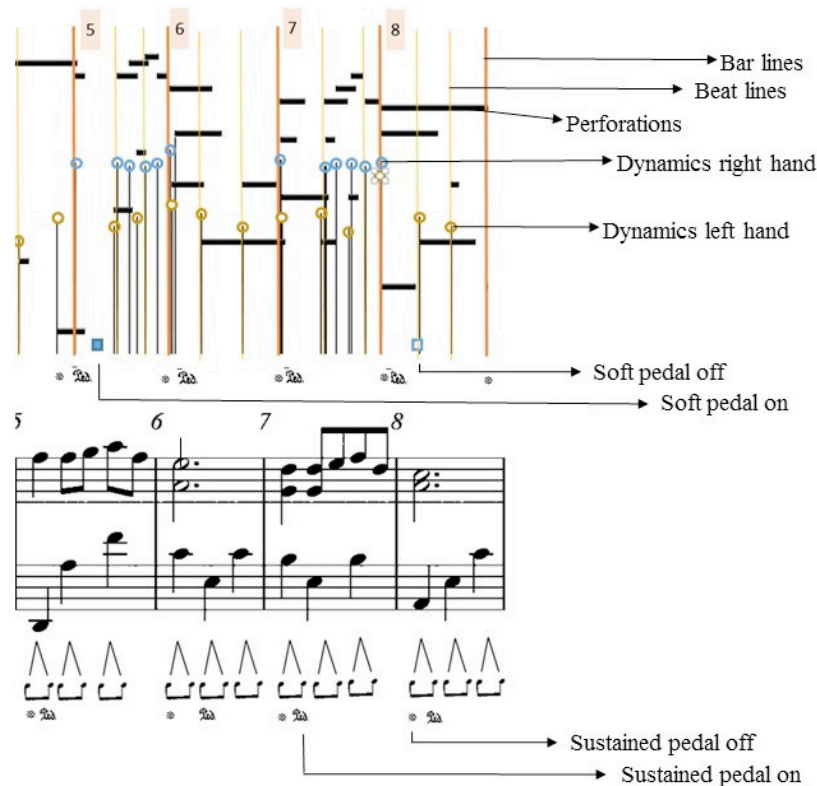 5 6 7 8
Bar lines
Beat lines
Perforations
Dynamics right hand
Dynamics left hand
Soft pedal off
Soft pedal on
5 6 7 8
Sustained pedal off
Sustained pedal on